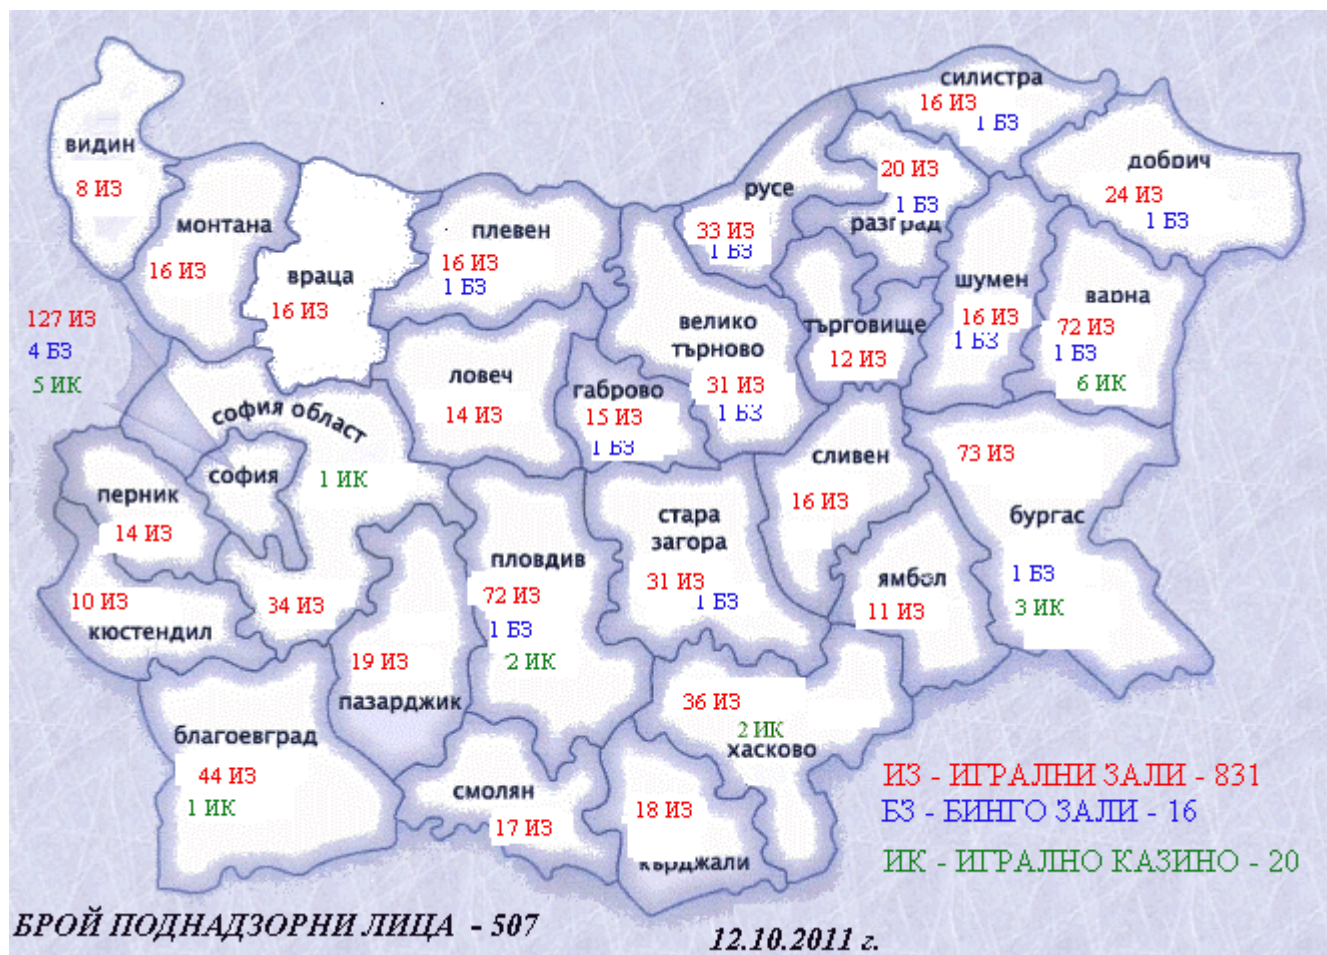 силистра
16 ИЗ
1 БЗ
видин
8 ИЗ
добрич
24 ИЗ
1 БЗ
русе
33 ИЗ
1 БЗ
20 ИЗ
1 БЗ
разград
монтана
16 ИЗ
плевен
16 ИЗ
1 БЗ
враца
16 ИЗ
шумен
16 ИЗ
1 БЗ
варна
72 ИЗ
1 БЗ
6 ИК
127 ИЗ
4 БЗ
5 ИК
велико
търново
31 ИЗ
1 БЗ
търговище
12 ИЗ
ловеч
14 ИЗ
габрово
15 ИЗ
1 БЗ
софия област
1 ИК
34 ИЗ
софия
сливен
16 ИЗ
73 ИЗ
бургас
1 БЗ
3 ИК
перник
14 ИЗ
стара
загора
31 ИЗ
1 БЗ
пловдив
72 ИЗ
1 БЗ
2 ИК
ямбол
11 ИЗ
10 ИЗ
кюстендил
19 ИЗ
пазарджик
36 ИЗ
2 ИК
хасково
благоевград
44 ИЗ
1 ИК
смолян
17 ИЗ
18 ИЗ
кърджали
ИЗ - ИГРАЛНИ ЗАЛИ - 831
БЗ - БИНГО ЗАЛИ - 16
ИК - ИГРАЛНО КАЗИНО - 20
БРОЙ ПОДНАДЗОРНИ ЛИЦА - 507
12.10.2011 г.